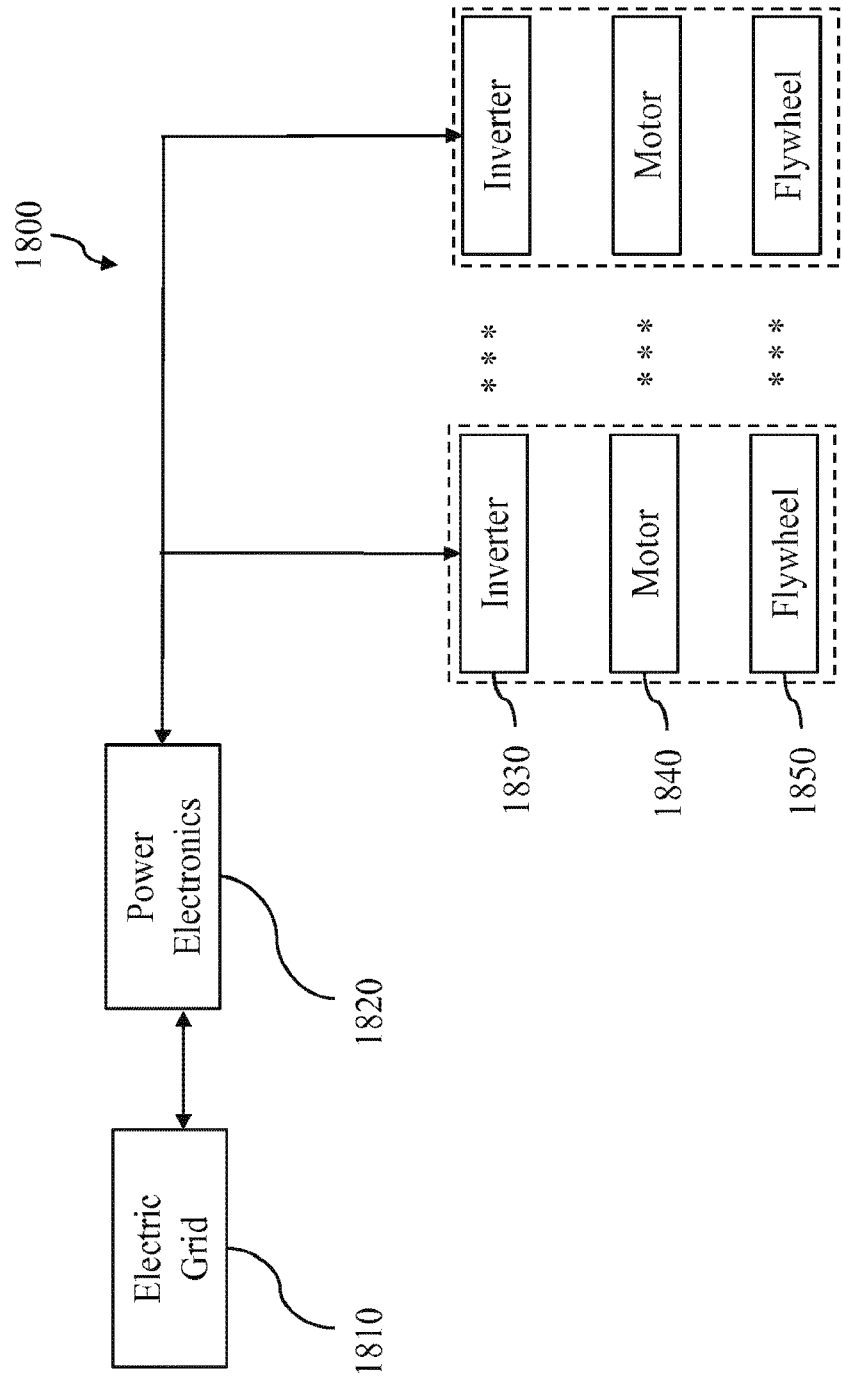 1800
Electric
Grid
1810
Power
Electronics
1820
Inverter
1830
Motor
1840
Flywheel
1850
* * *
* * *
* * *
Inverter
Motor
Flywheel